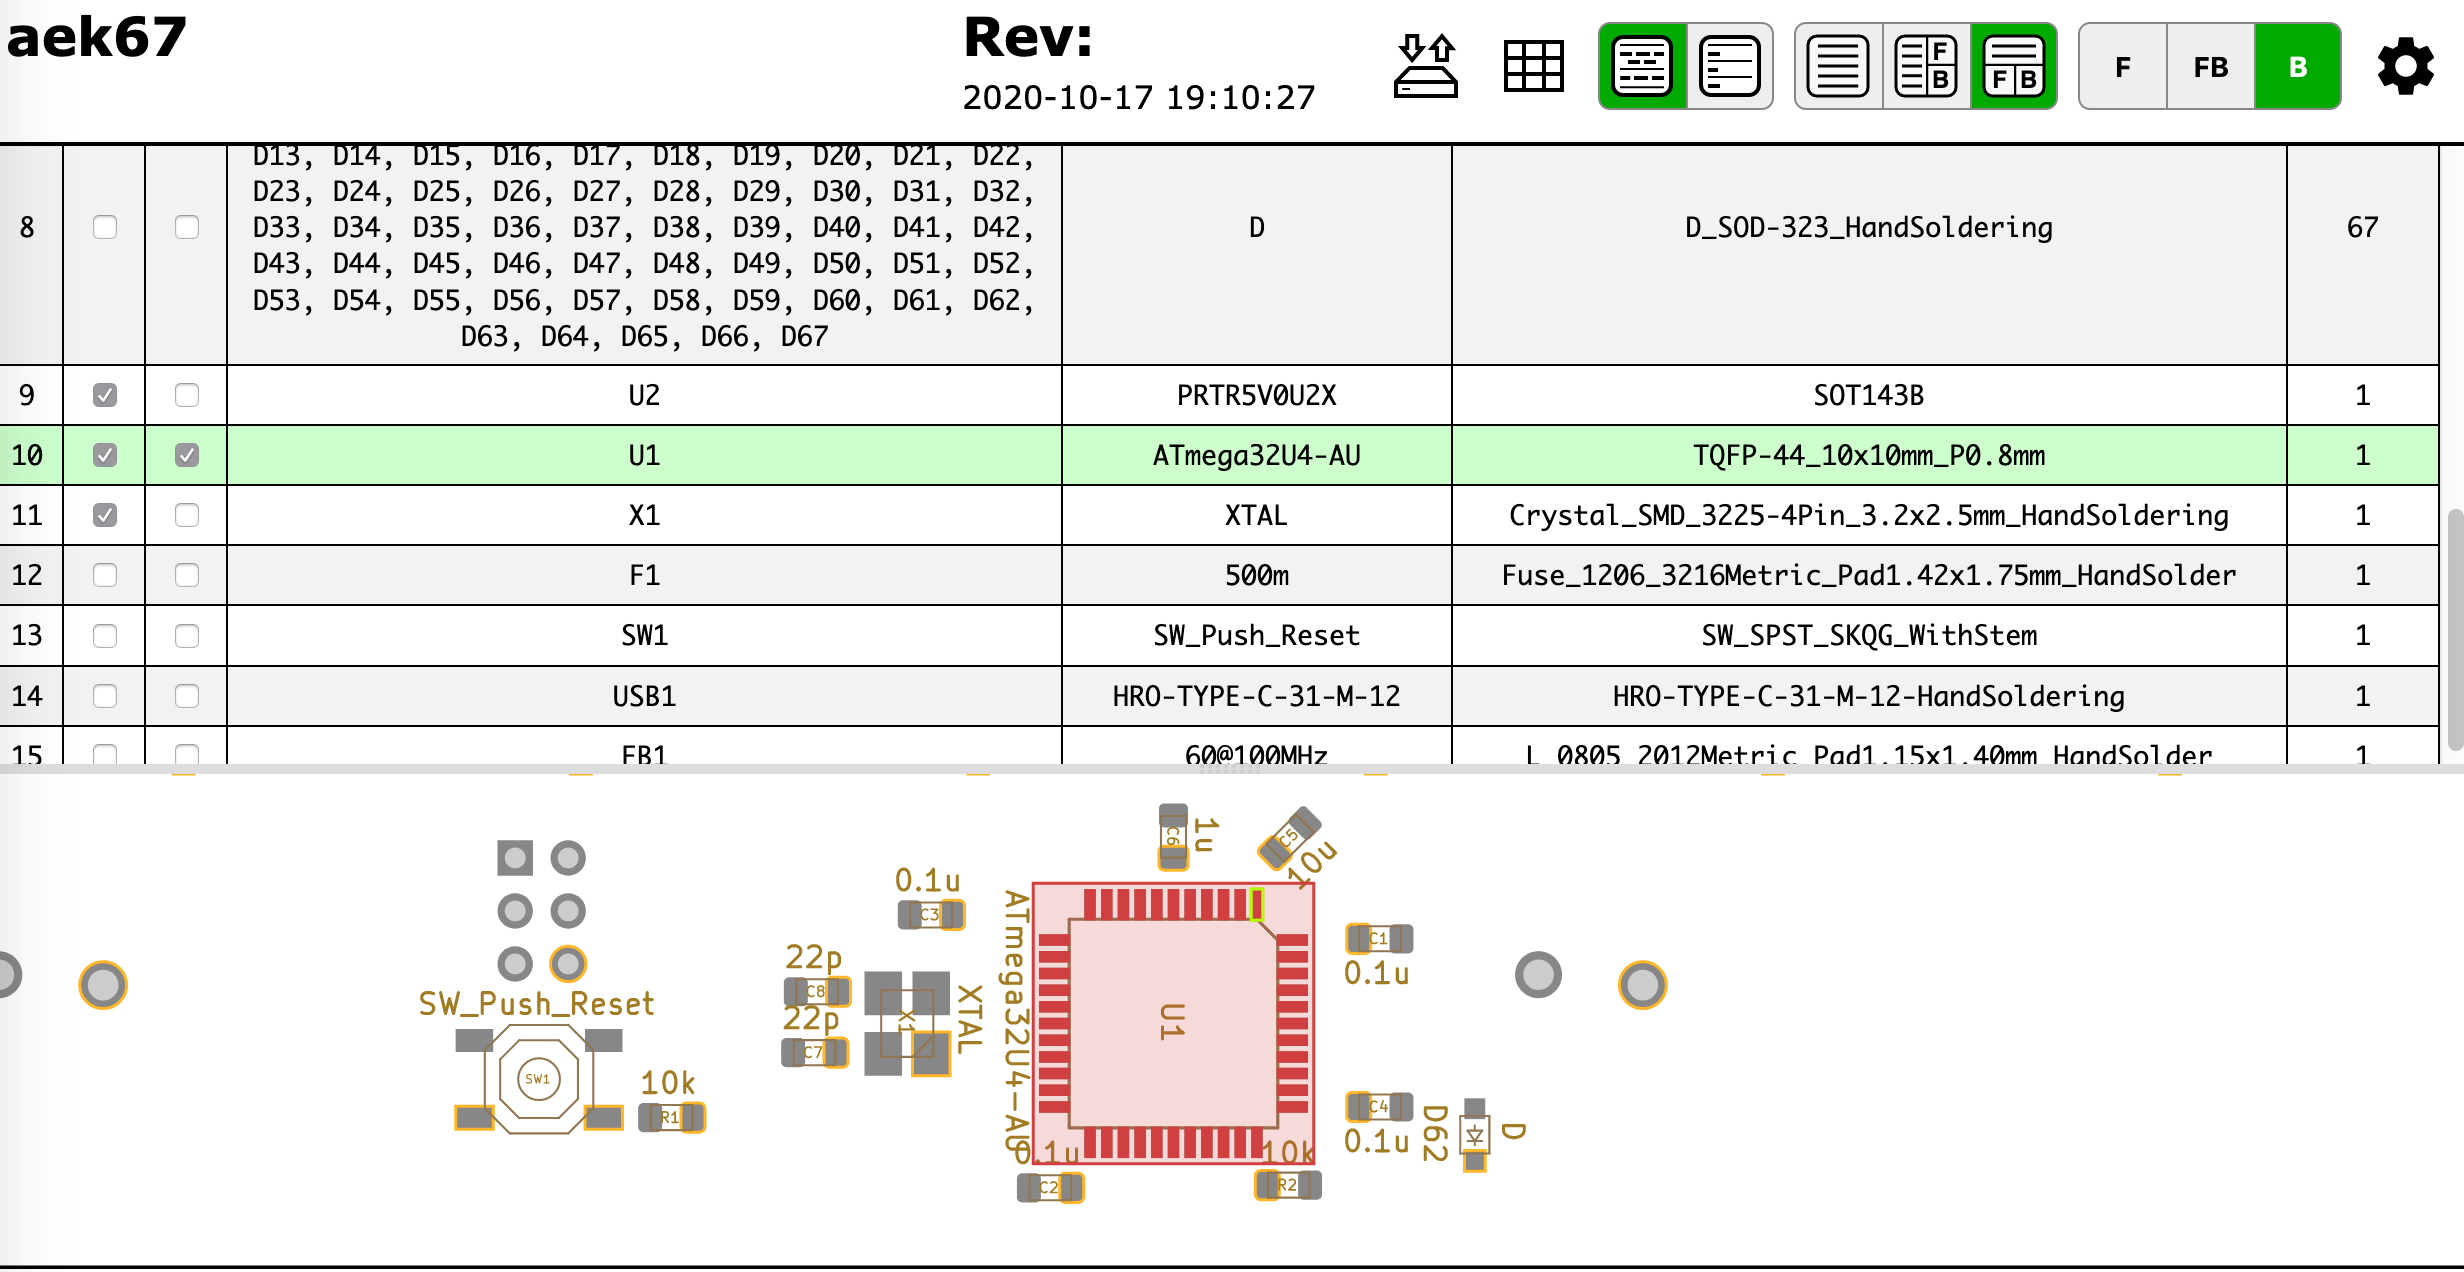 aek67
Rev:
2020-10-17 19:10:27
F
B
F B
F
FB
B
8
D13, D14, D15, D16, D17, D18, D19, D20, D21, D22,
D23, D24, D25, D26, D27, D28, D29, D30, D31, D32,
D33, D34, D35, D36, D37, D38, D39, D40, D41, D42,
D43, D44, D45, D46, D47, D48, D49, D50, D51, D52,
D53, D54, D55, D56, D57, D58, D59, D60, D61, D62,
D63, D64, D65, D66, D67
D
D_SOD-323_HandSoldering
67
9 U2 PRTR5V0U2X SOT143B 1
10 U1 ATmega32U4-AU TQFP-44_10x10mm_P0.8mm 1
11 X1 XTAL Crystal_SMD_3225-4Pin_3.2x2.5mm_HandSoldering 1
12 F1 500m Fuse_1206_3216Metric_Pad1.42x1.75mm_HandSolder 1
13 SW1 SW_Push_Reset SW_SPST_SKQG_WithStem 1
14 USB1 HRO-TYPE-C-31-M-12 HRO-TYPE-C-31-M-12-HandSoldering 1
15 FB1 60@100MHz L_0805_2012Metric_Pad1.15x1.40mm_HandSolder 1
C6
1u
C5
10u
0.1u
C3
ATmega32U4-AU
U1
C1
0.1u
22p
C8
22p
C7
X1
XTAL
SW_Push_Reset
SW1
10k
R1
C4
0.1u
D62
D
0.1u
C2
10k
R2